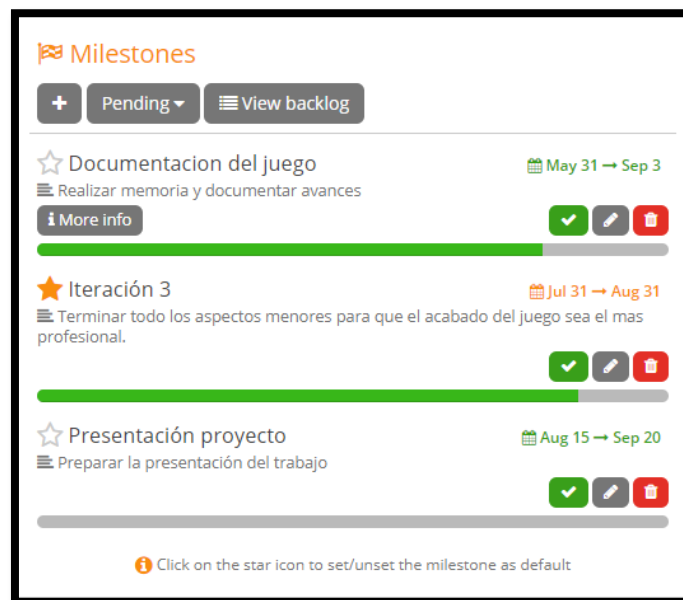 Milestones
Pending
View backlog
Documentacion del juego
May 31 → Sep 3
Realizar memoria y documentar avances
More info
Iteración 3
Jul 31 → Aug 31
Terminar todo los aspectos menores para que el acabado del juego sea el mas
profesional.
Presentación proyecto
Aug 15 → Sep 20
Preparar la presentación del trabajo
Click on the star icon to set/unset the milestone as default